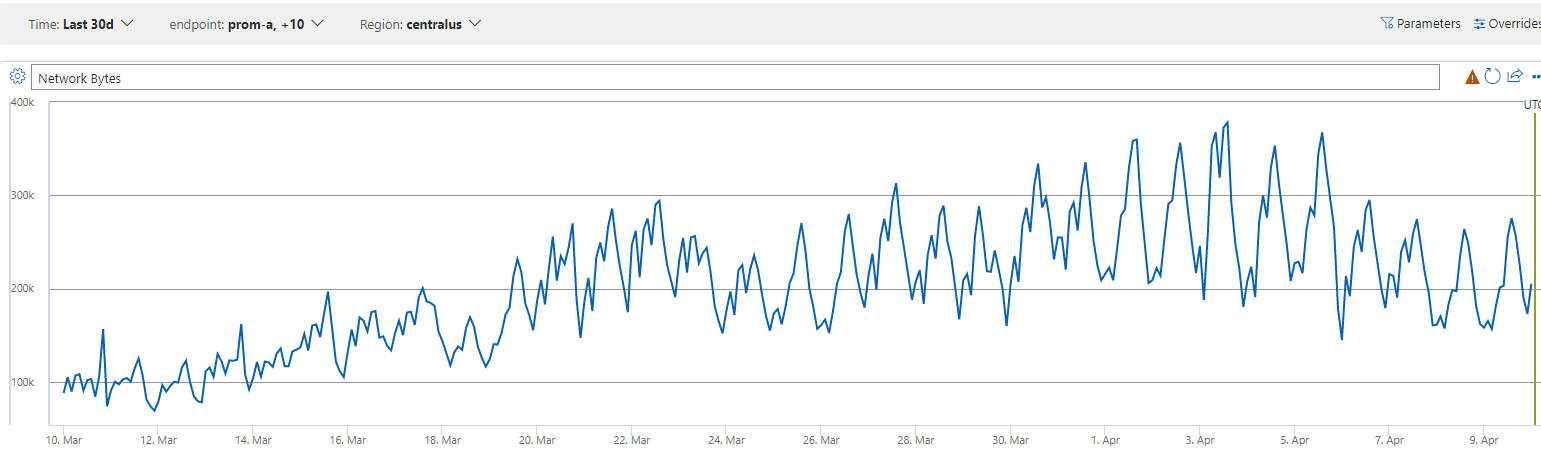 Time: Last 30d endpoint: prom-a, +10 Region: centralus Parameters Overrides
Network Bytes
400k
UTC
300k
200k
100k
10. Mar 12. Mar 14. Mar 16. Mar 18. Mar 20. Mar 22. Mar 24. Mar 26. Mar 28. Mar 30. Mar 1. Apr 3. Apr 5. Apr 7. Apr 9. Apr